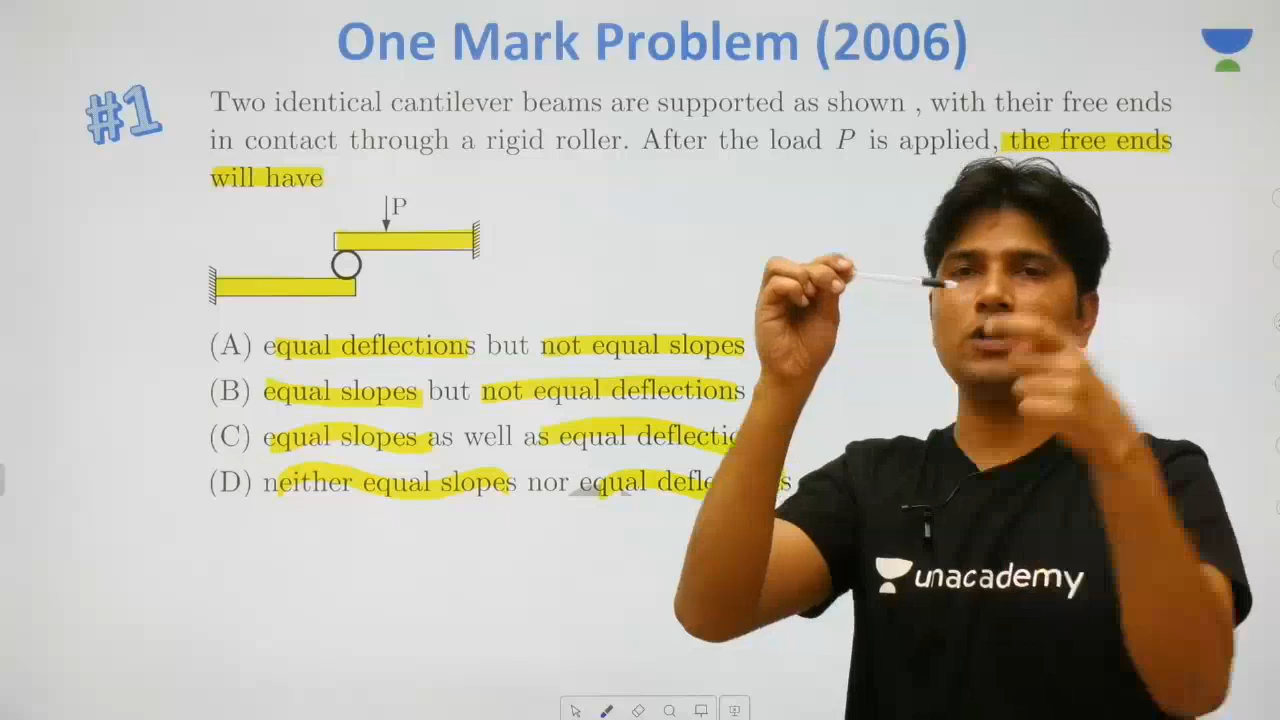 One Mark Problem (2006)
#1
Two identical cantilever beams are supported as shown , with their free ends
in contact through a rigid roller. After the load P is applied, the free ends
will have
P
(A) equal deflections but not equal slopes
(B) equal slopes but not equal deflections
(C) equal slopes as well as equal
(D) neither equal slopes nor equal
unacademy